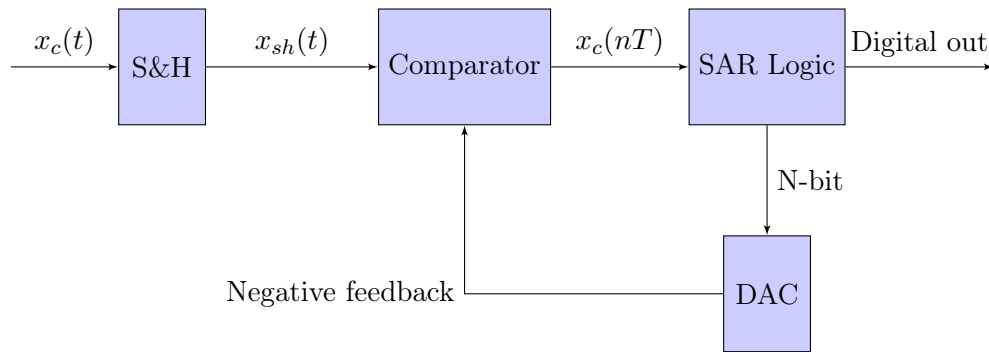 x_c(t)
S&H
x_{sh}(t)
Comparator
x_c(nT)
SAR Logic
Digital out
N-bit
Negative feedback
DAC